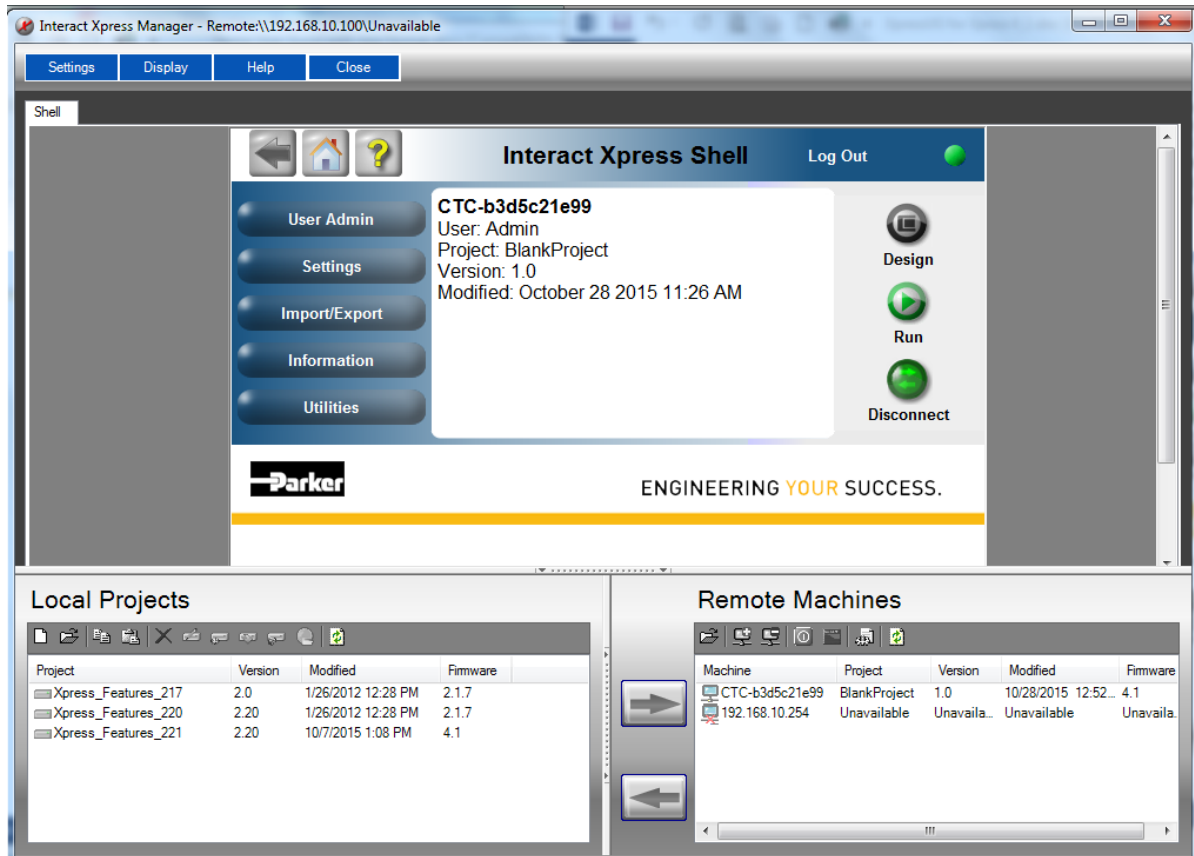 Interact Xpress Manager - Remote:\\192.168.10.100\Unavailable
Settings Display Help Close
Shell
Interact Xpress Shell Log Out
User Admin
Settings
Import/Export
Information
Utilities
CTC-b3d5c21e99
User: Admin
Project: BlankProject
Version: 1.0
Modified: October 28 2015 11:26 AM
Design
Run
Disconnect
Parker
ENGINEERING YOUR SUCCESS.
Local Projects
Project Version Modified Firmware
Xpress_Features_217 2.0 1/26/2012 12:28 PM 2.1.7
Xpress_Features_220 2.20 1/26/2012 12:28 PM 2.1.7
Xpress_Features_221 2.20 10/7/2015 1:08 PM 4.1
Remote Machines
Machine Project Version Modified Firmware
CTC-b3d5c21e99 BlankProject 1.0 10/28/2015 12:52... 4.1
192.168.10.254 Unavailable Unavaila... Unavailable Unavaila.